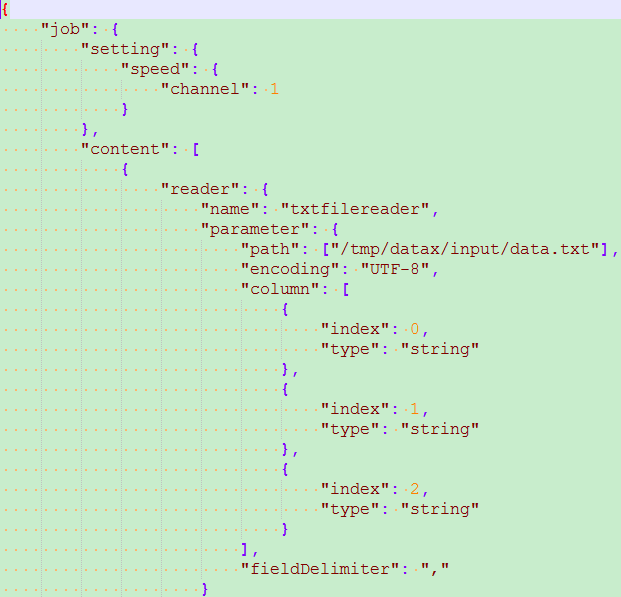 {
    "job": {
        "setting": {
            "speed": {
                "channel": 1
            }
        },
        "content": [
            {
                "reader": {
                    "name": "txtfilereader",
                    "parameter": {
                        "path": ["/tmp/datax/input/data.txt"],
                        "encoding": "UTF-8",
                        "column": [
                            {
                                "index": 0,
                                "type": "string"
                            },
                            {
                                "index": 1,
                                "type": "string"
                            },
                            {
                                "index": 2,
                                "type": "string"
                            }
                        ],
                        "fieldDelimiter": ","
                    }